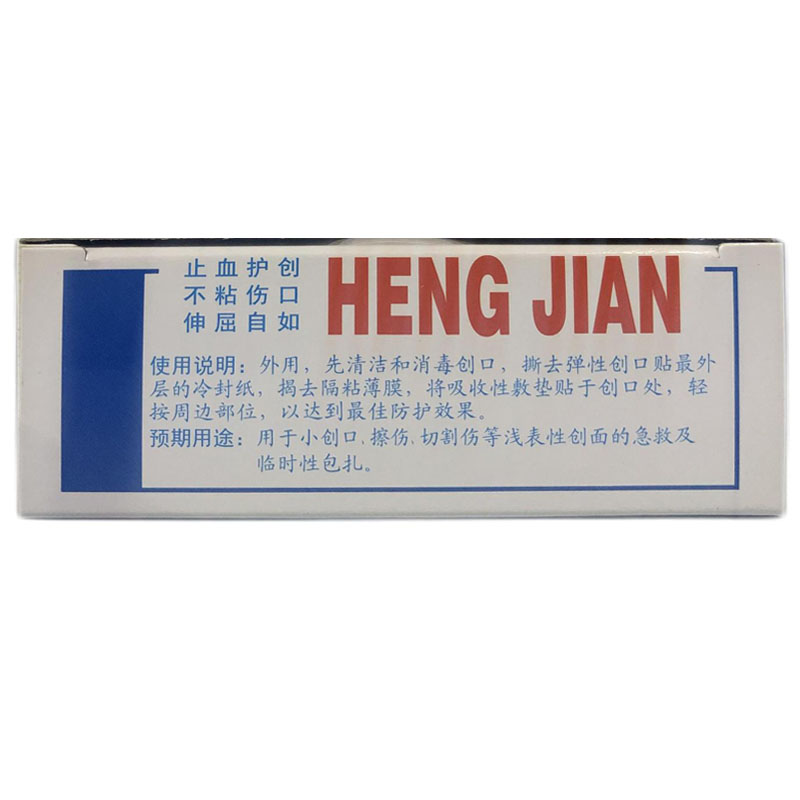 止血护创
不粘伤口
伸屈自如
HENG JIAN
使用说明：外用，先清洁和消毒创口，撕去弹性创口贴最外
层的冷封纸，揭去隔粘薄膜，将吸收性敷垫贴于创口处，轻
按周边部位，以达到最佳防护效果。
预期用途：用于小创口、擦伤、切割伤等浅表性创面的急救及
临时性包扎。